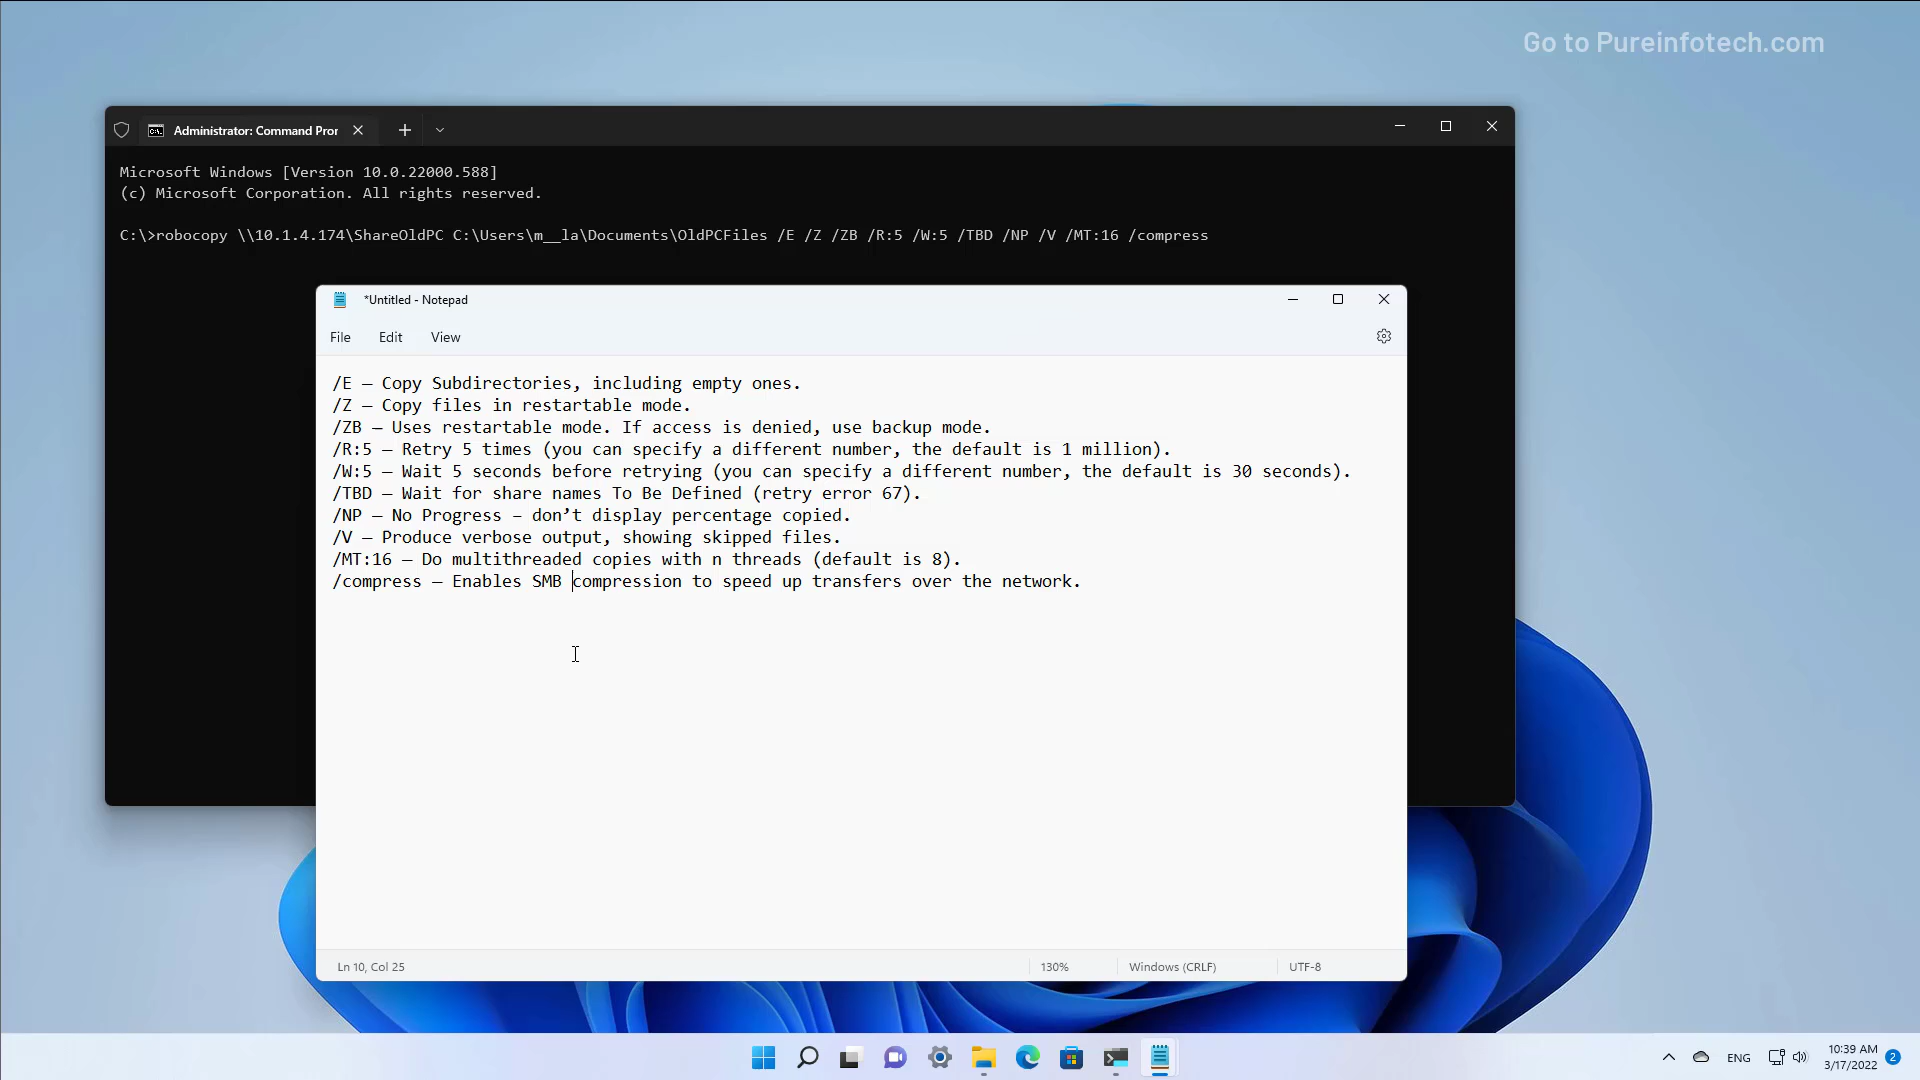 Go to Pureinfotech.com
Administrator: Command Pror
Microsoft Windows [Version 10.0.22000.588]
(c) Microsoft Corporation. All rights reserved.
C:\>robocopy \\10.1.4.174\ShareOldPC C:\Users\m__la\Documents\OldPCFiles /E /Z /ZB /R:5 /W:5 /TBD /NP /V /MT:16 /compress
*Untitled - Notepad
File Edit View
/E – Copy Subdirectories, including empty ones.
/Z – Copy files in restartable mode.
/ZB – Uses restartable mode. If access is denied, use backup mode.
/R:5 – Retry 5 times (you can specify a different number, the default is 1 million).
/W:5 – Wait 5 seconds before retrying (you can specify a different number, the default is 30 seconds).
/TBD – Wait for share names To Be Defined (retry error 67).
/NP – No Progress – don’t display percentage copied.
/V – Produce verbose output, showing skipped files.
/MT:16 – Do multithreaded copies with n threads (default is 8).
/compress – Enables SMB compression to speed up transfers over the network.
Ln 10, Col 25 130% Windows (CRLF) UTF-8
ENG 10:39 AM 2
3/17/2022